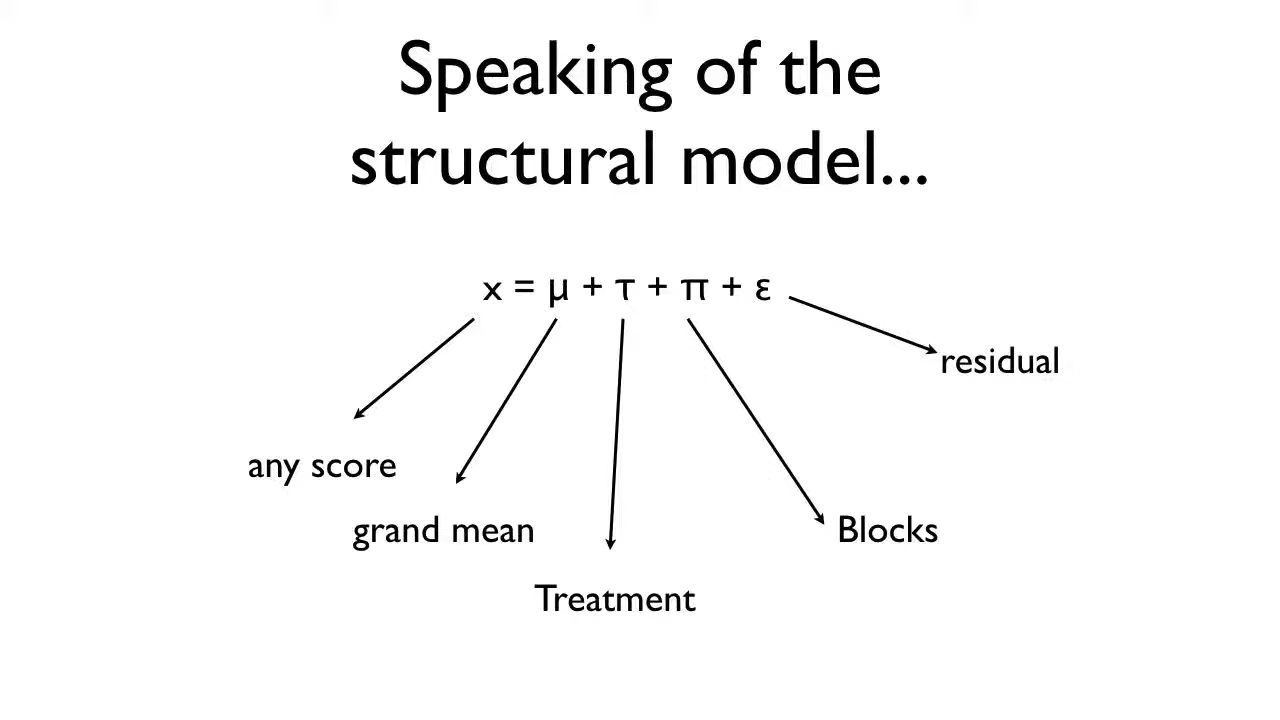 Speaking of the
structural model...
x = μ + τ + π + ε
residual
any score
grand mean
Blocks
Treatment